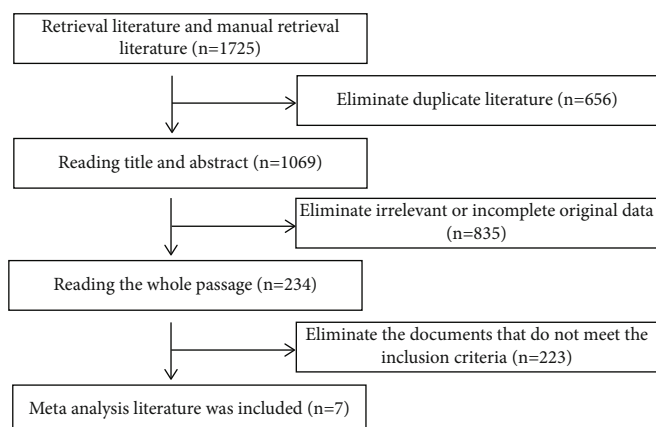 Retrieval literature and manual retrieval
literature (n=1725)
Eliminate duplicate literature (n=656)
Reading title and abstract (n=1069)
Eliminate irrelevant or incomplete original data
(n=835)
Reading the whole passage (n=234)
Eliminate the documents that do not meet the
inclusion criteria (n=223)
Meta analysis literature was included (n=7)